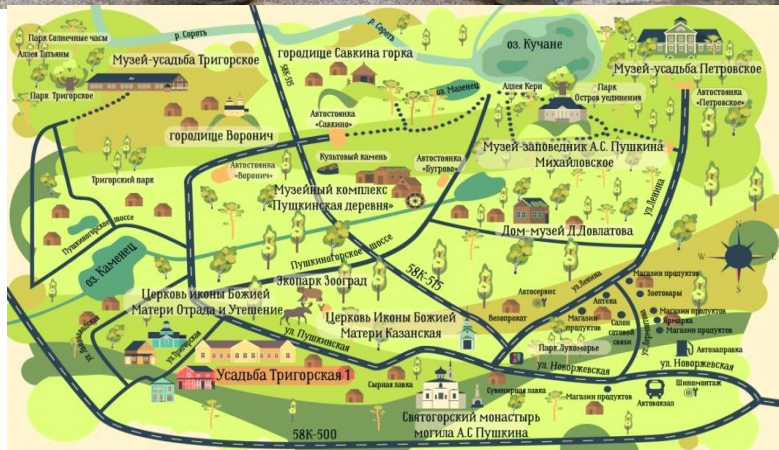 р. Сороть
р. Сороть
Парк Солнечные часы
Аллея Татьяны
Музей-усадьба Тригорское
городище Савкина горка
58К-515
оз. Кучане
Музей-усадьба Петровское
Парк Тригорское
оз. Маленец
Аллея Керн
Парк
Остров уединения
Автостоянка
«Петровское»
городище Воронич
Автостоянка
«Савкино»
Музей-заповедник А.С. Пушкина
Михайловское
Автостоянка
«Воронич»
Культовый камень
Автостоянка
«Бугрово»
Тригорский парк
Музейный комплекс
«Пушкинская деревня»
ул.Ленина
Пушкиногорское шоссе
Дом-музей Д.Довлатова
N
W
E
S
Пушкиногорское шоссе
58К-515
оз. Каменец
Экопарк Зооград
ул.Ленина
Магазин продуктов
Зоотовары
Автосервис
Аптека
Церковь иконы Божией
Матери Отрада и Утешение
Церковь Иконы Божией
Матери Казанская
Велопрокат
Магазин
продуктов
Салон
сотовой
связи
Магазин продуктов
Ярмарка
Магазин продуктов
ул.Тригорская
ул. Пушкинская
Парк Лукоморье
Автозаправка
ул. Новоржевская
ул. Новоржевская
Усадьба Тригорская 1
Сырная лавка
Сувенирная лавка
Магазин продуктов
Автовокзал
Шиномонтаж
Святогорский монастырь
могила А.С Пушкина
58К-500